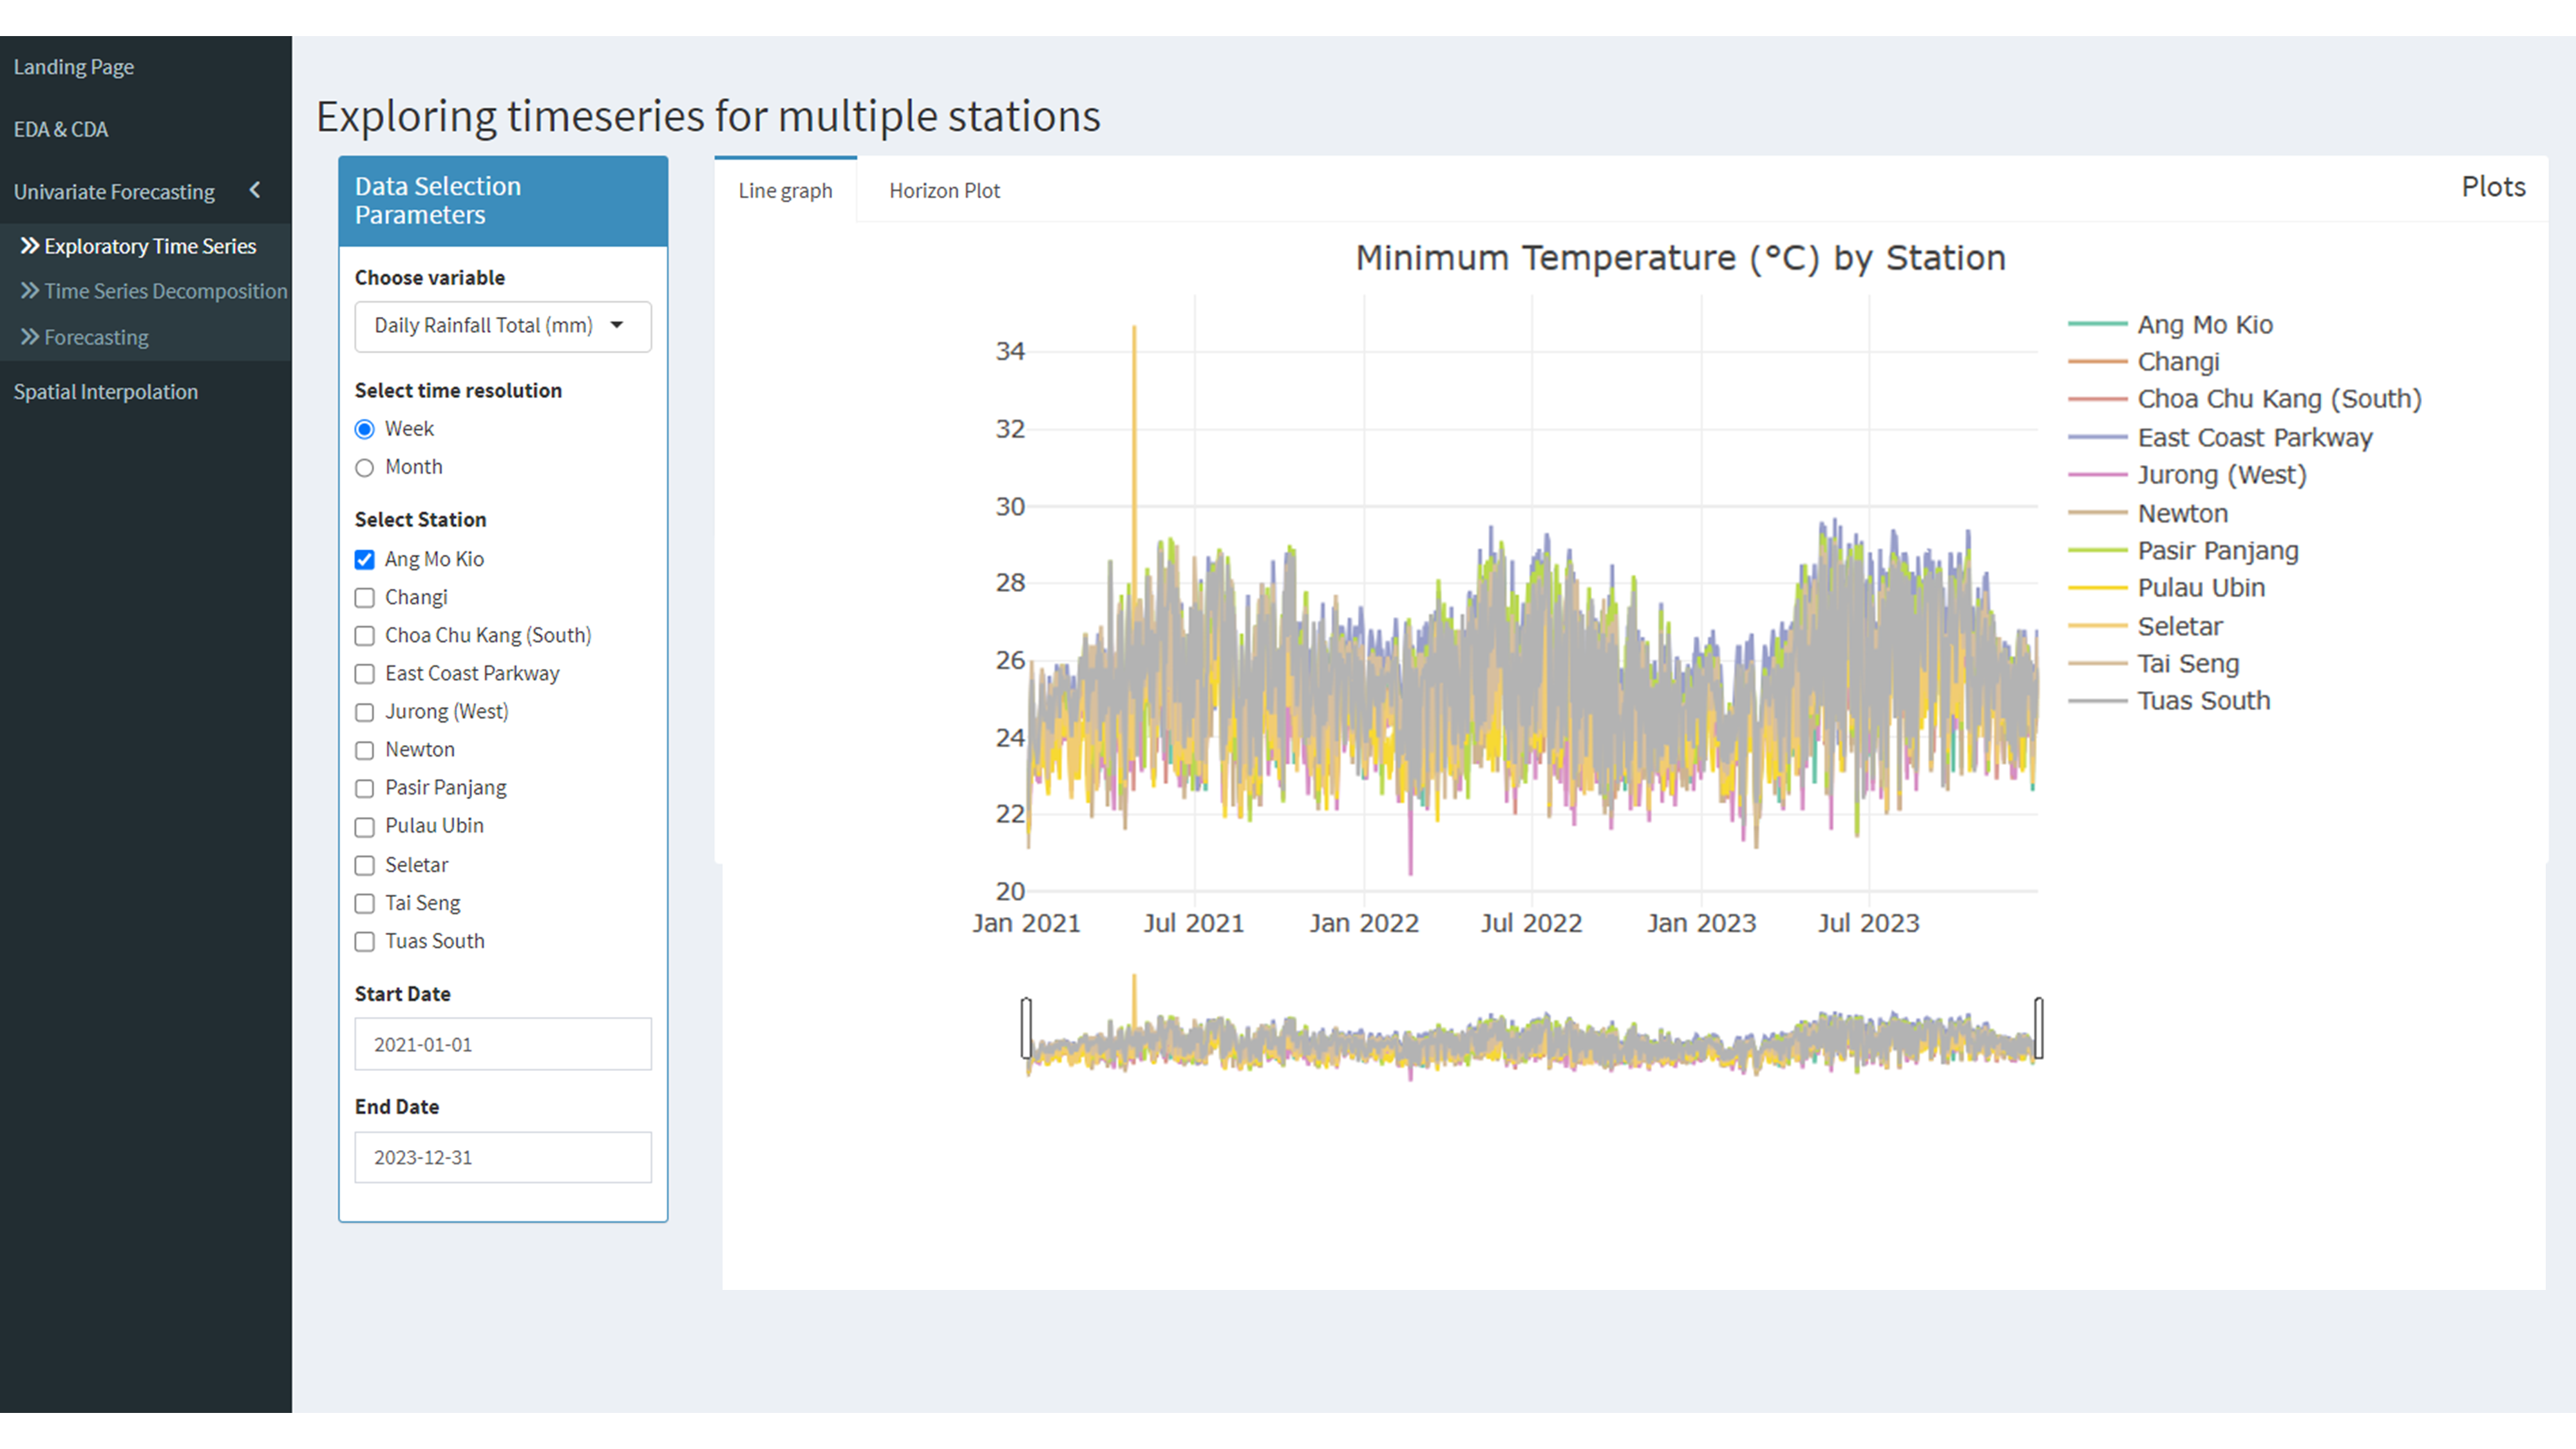 Landing Page
EDA & CDA
Univariate Forecasting
Exploratory Time Series
Time Series Decomposition
Forecasting
Spatial Interpolation
Exploring timeseries for multiple stations
Data Selection
Parameters
Choose variable
Daily Rainfall Total (mm)
Select time resolution
Week
Month
Select Station
Ang Mo Kio
Changi
Choa Chu Kang (South)
East Coast Parkway
Jurong (West)
Newton
Pasir Panjang
Pulau Ubin
Seletar
Tai Seng
Tuas South
Start Date
2021-01-01
End Date
2023-12-31
Line graph
Horizon Plot
Plots
Minimum Temperature (°C) by Station
34
32
30
28
26
24
22
20
Jan 2021
Jul 2021
Jan 2022
Jul 2022
Jan 2023
Jul 2023
Ang Mo Kio
Changi
Choa Chu Kang (South)
East Coast Parkway
Jurong (West)
Newton
Pasir Panjang
Pulau Ubin
Seletar
Tai Seng
Tuas South